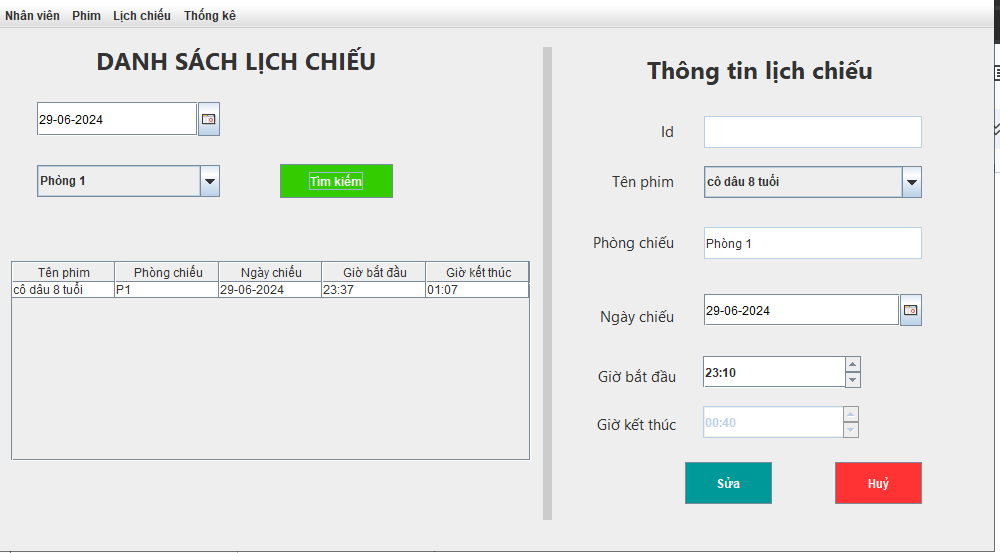 Nhân viên Phim Lịch chiếu Thống kê
DANH SÁCH LỊCH CHIẾU
29-06-2024
Phòng 1
Tìm kiếm
Tên phim Phòng chiếu Ngày chiếu Giờ bắt đầu Giờ kết thúc
cô dâu 8 tuổi P1 29-06-2024 23:37 01:07
Thông tin lịch chiếu
Id
Tên phim cô dâu 8 tuổi
Phòng chiếu Phòng 1
Ngày chiếu 29-06-2024
Giờ bắt đầu 23:10
Giờ kết thúc 00:40
Sửa Huỷ